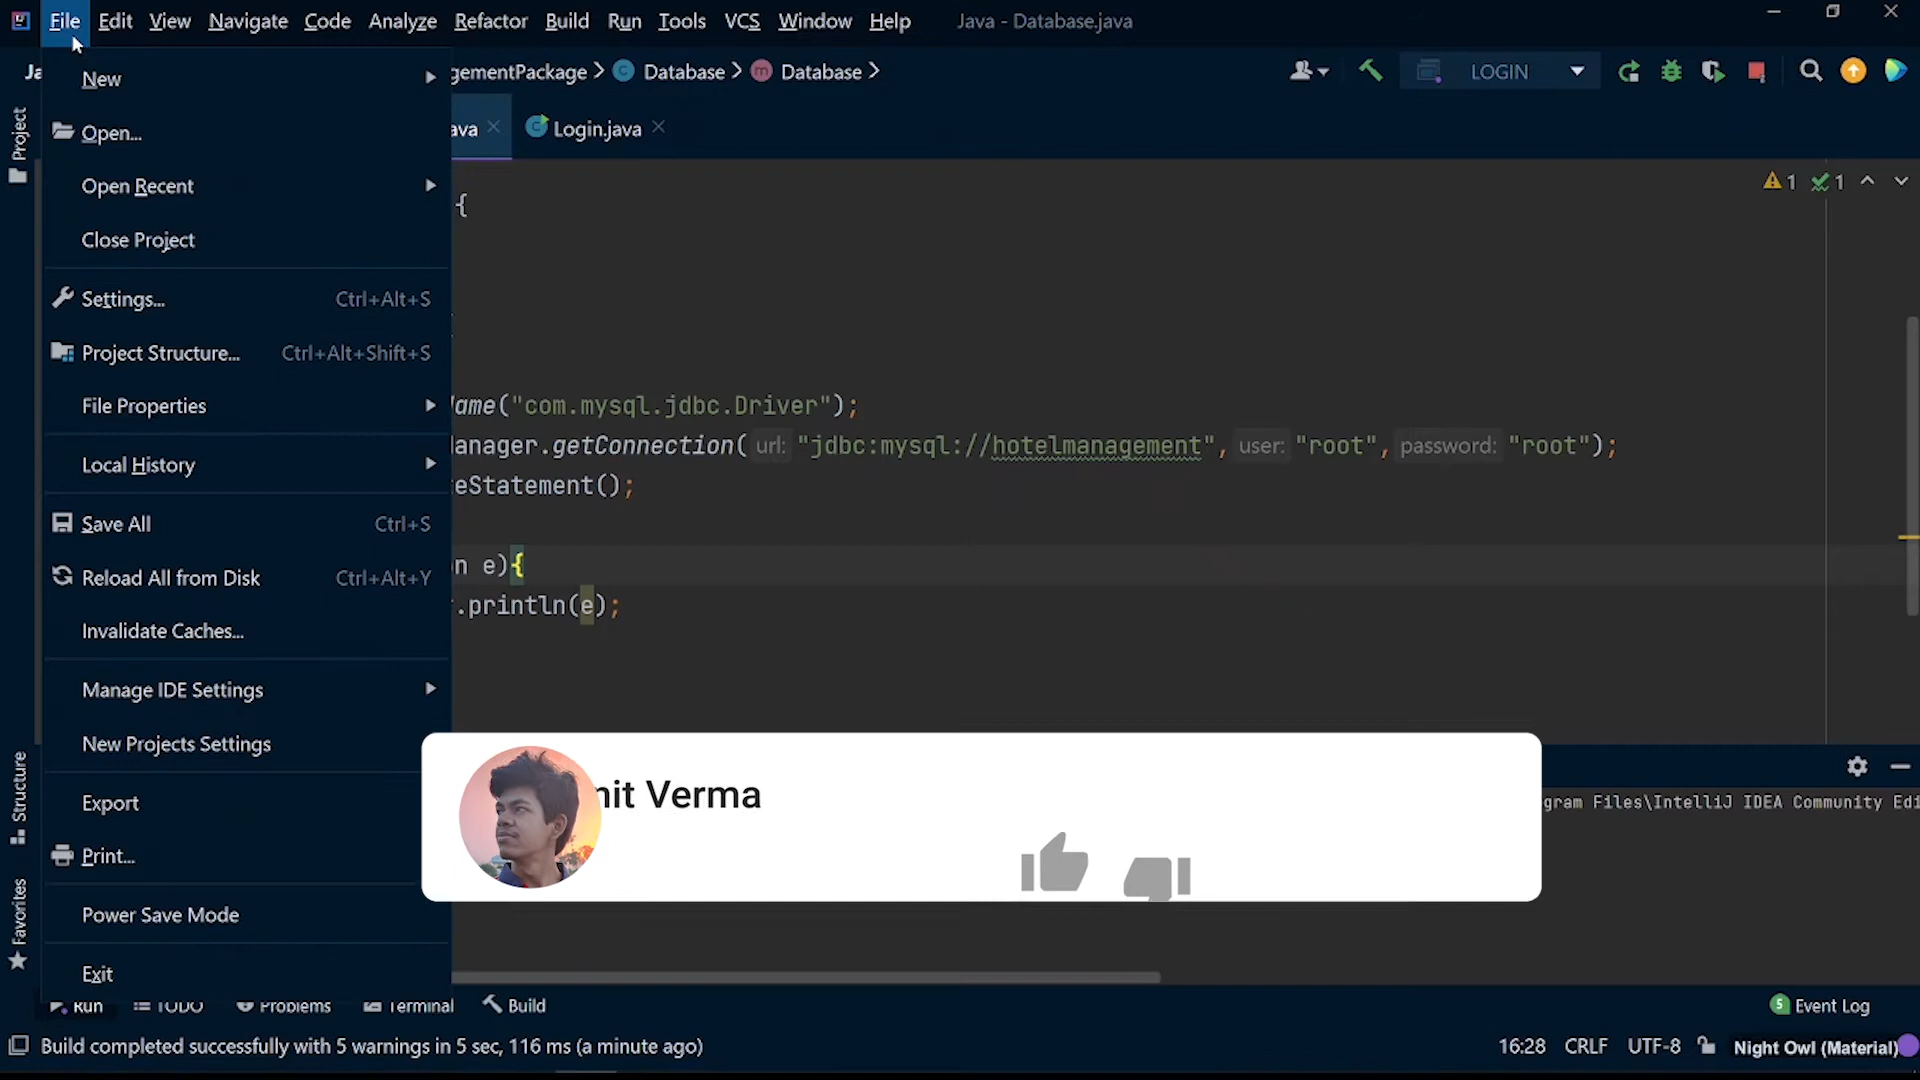 File Edit View Navigate Code Analyze Refactor Build Run Tools VCS Window Help Java - Database.java
Ja gementPackage Database Database LOGIN
New
Open...
Open Recent
Close Project
Settings... Ctrl+Alt+S
Project Structure... Ctrl+Alt+Shift+S
File Properties
Local History
Save All Ctrl+S
Reload All from Disk Ctrl+Alt+Y
Invalidate Caches...
Manage IDE Settings
New Projects Settings
Export
Print...
Power Save Mode
Exit
Project
Structure
Favorites
ava Login.java
1 1
{
ame("com.mysql.jdbc.Driver");
anager.getConnection( url: "jdbc:mysql://hotelmanagement", user: "root", password: "root");
eStatement();
n e){
.println(e);
nit Verma
gram Files\IntelliJ IDEA Community Edi
Run TODO Problems Terminal Build 5 Event Log
Build completed successfully with 5 warnings in 5 sec, 116 ms (a minute ago) 16:28 CRLF UTF-8 Night Owl (Material)